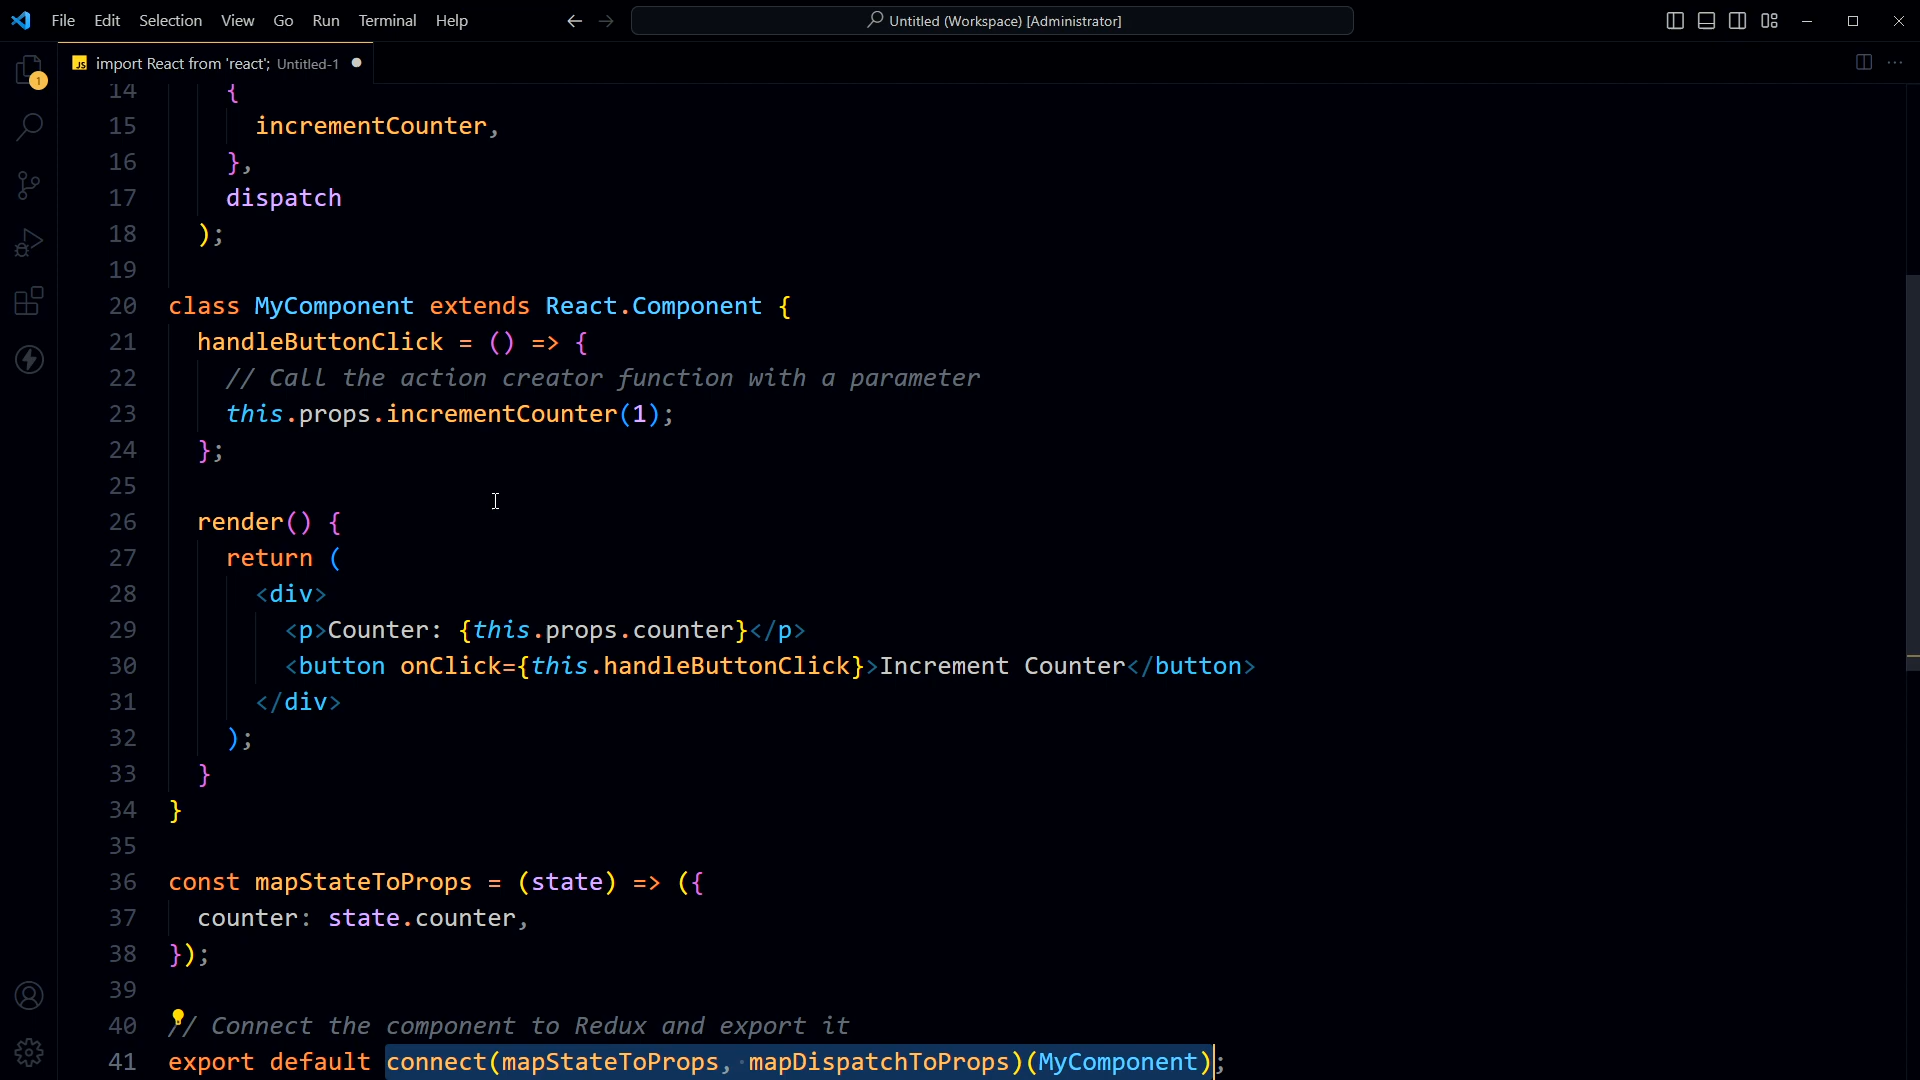 File Edit Selection View Go Run Terminal Help
Untitled (Workspace) [Administrator]
JS import React from 'react'; Untitled-1
1
14 {
15 incrementCounter,
16 },
17 dispatch
18 );
19
20 class MyComponent extends React.Component {
21 handleButtonClick = () => {
22 // Call the action creator function with a parameter
23 this.props.incrementCounter(1);
24 };
25
26 render() {
27 return (
28 <div>
29 <p>Counter: {this.props.counter}</p>
30 <button onClick={this.handleButtonClick}>Increment Counter</button>
31 </div>
32 );
33 }
34 }
35
36 const mapStateToProps = (state) => ({
37 counter: state.counter,
38 });
39
40 // Connect the component to Redux and export it
41 export default connect(mapStateToProps, mapDispatchToProps)(MyComponent);